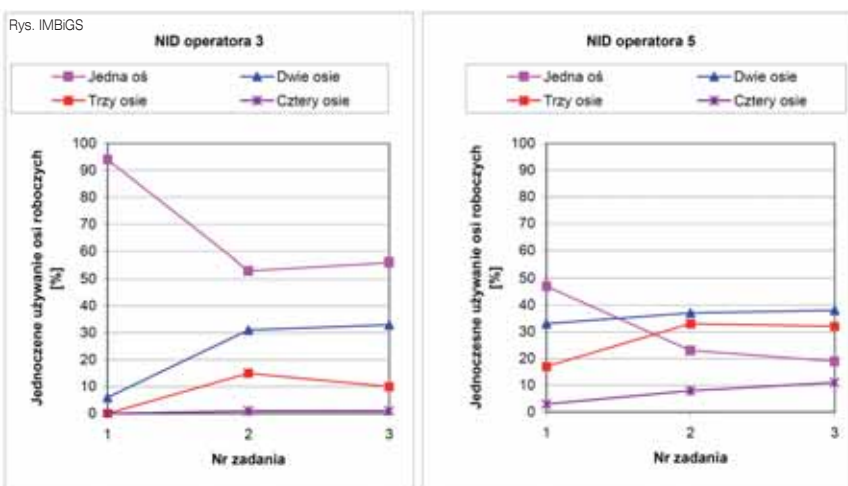 Rys. IMBiGS
NID operatora 3
Jedna oś
Dwie osie
Trzy osie
Cztery osie
Jednoczene używanie osi roboczych
[%]
100
90
80
70
60
50
40
30
20
10
0
1
2
3
Nr zadania
NID operatora 5
Jedna oś
Dwie osie
Trzy osie
Cztery osie
Jednoczesne używanie osi roboczych
[%]
100
90
80
70
60
50
40
30
20
10
0
1
2
3
Nr zadania